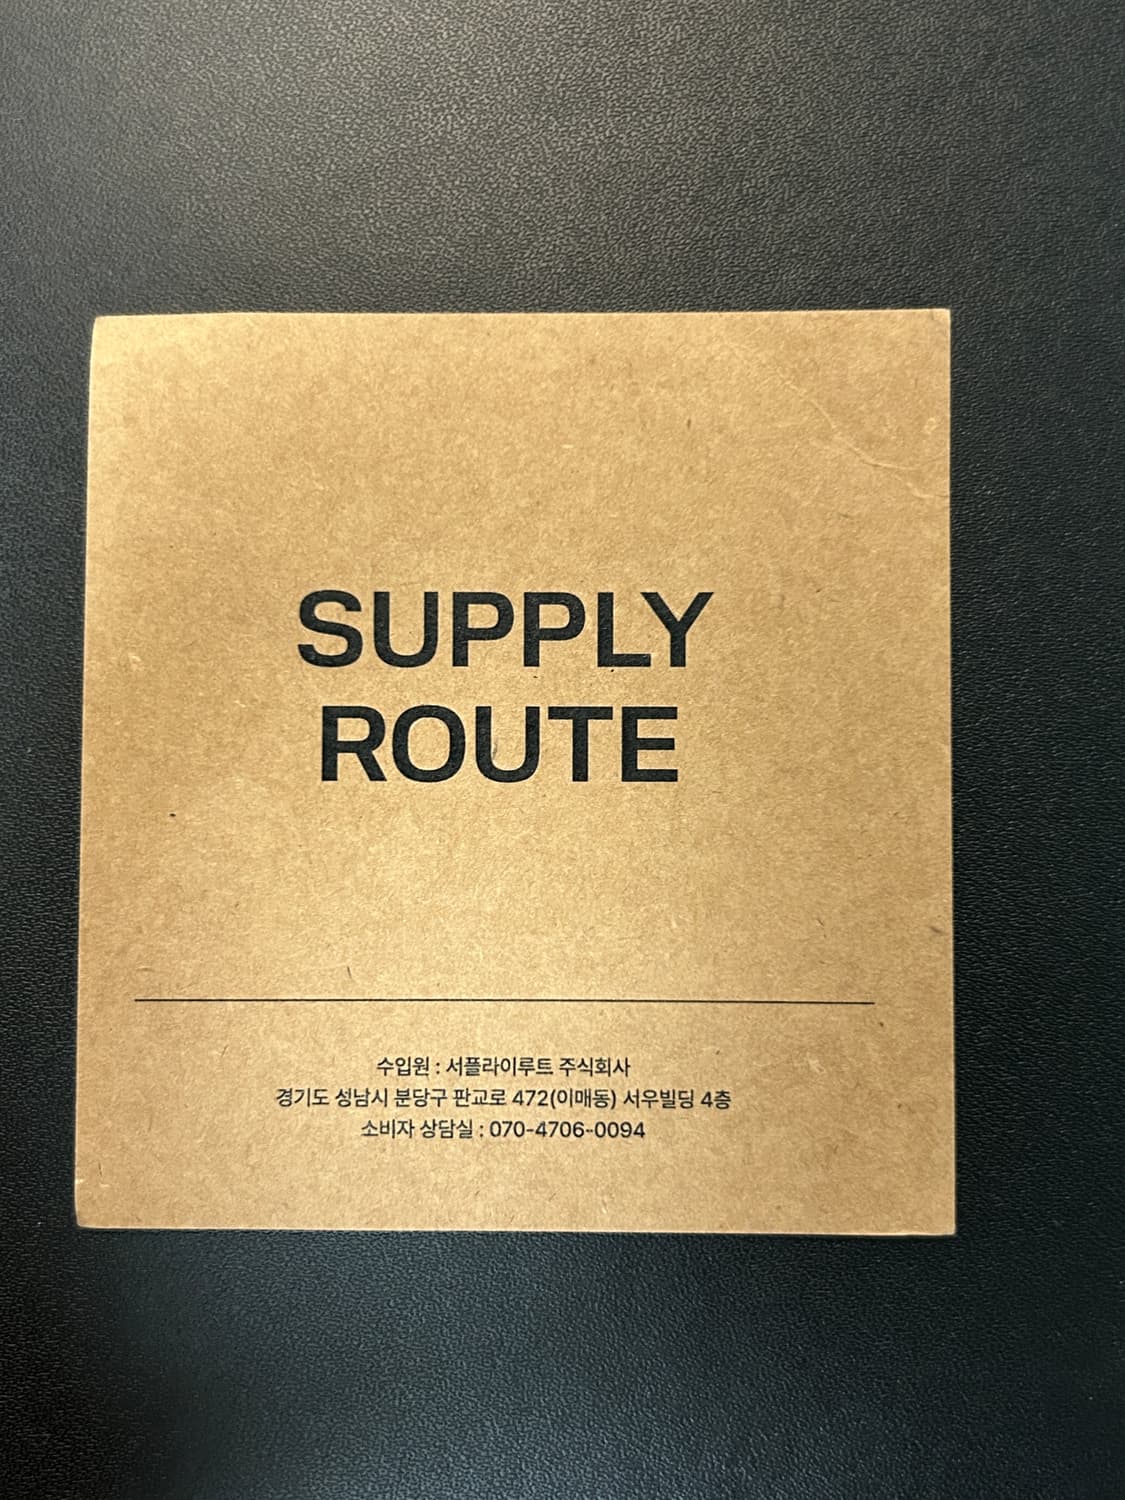 SUPPLY
ROUTE
수입원 : 서플라이루트 주식회사
경기도 성남시 분당구 판교로 472(이매동) 서우빌딩 4층
소비자 상담실 : 070-4706-0094